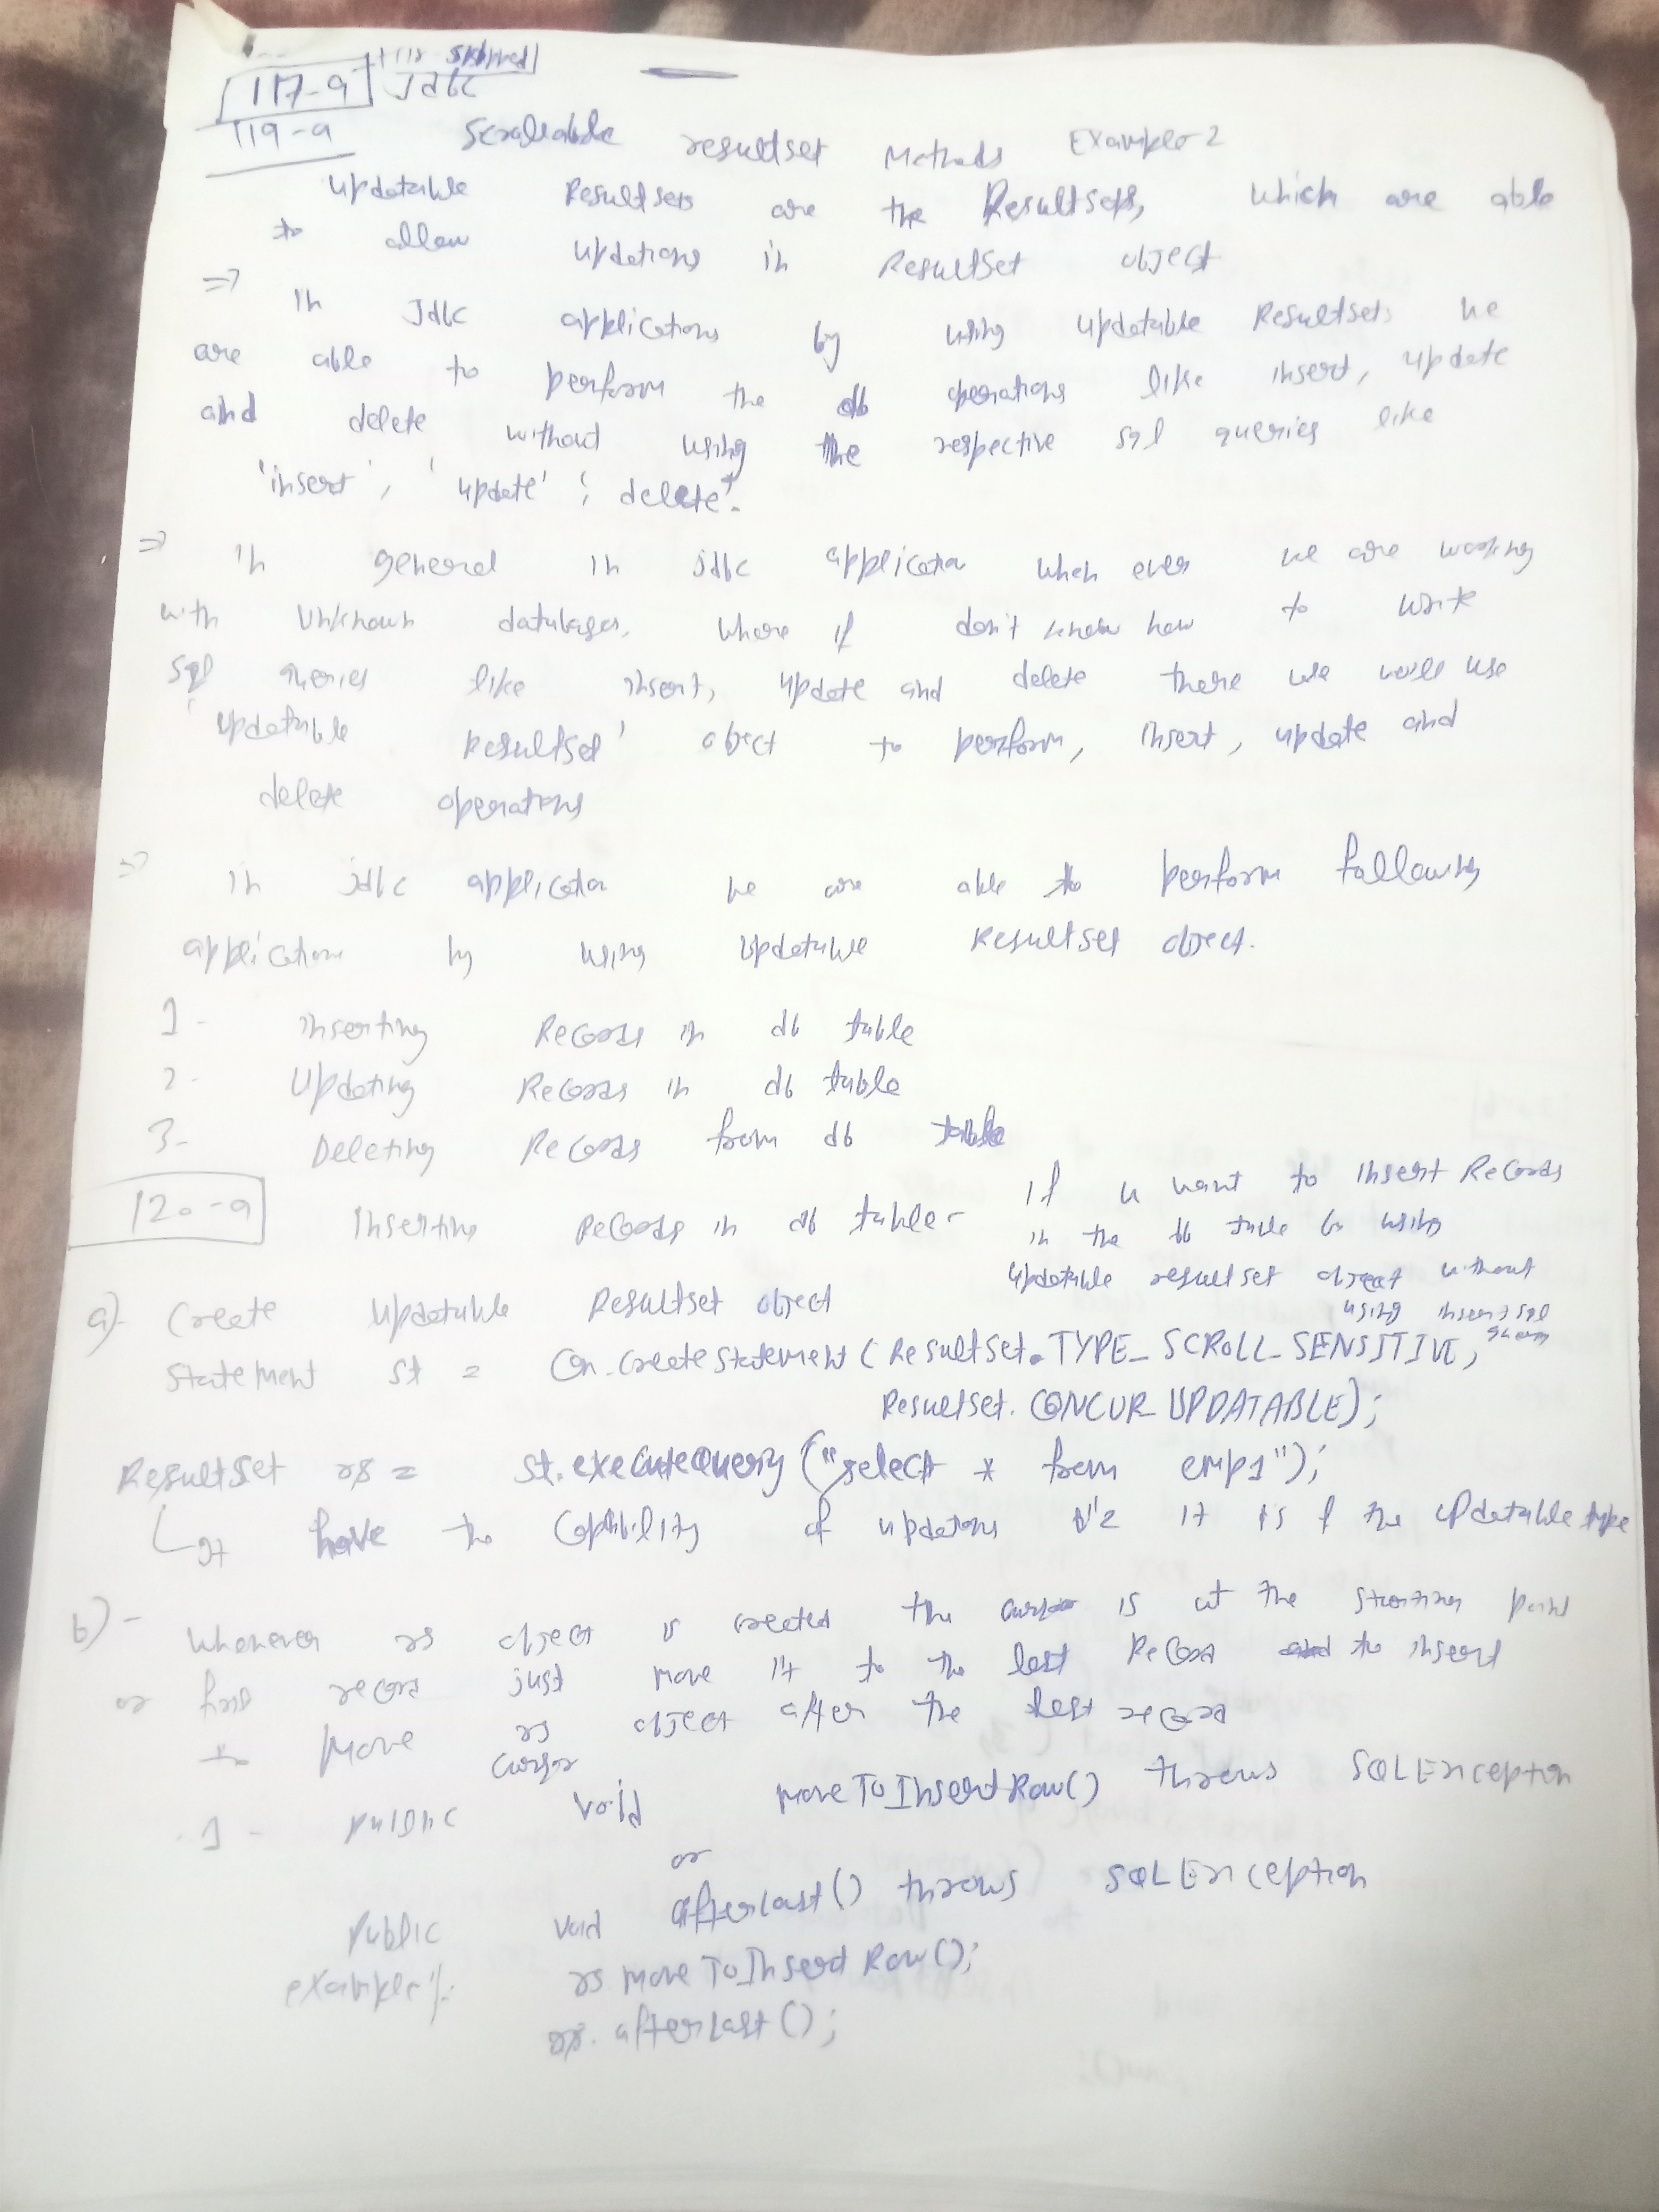 118 skipped
117-a Jdbc
119-a Scrollable resultset Methods Example-2
updatable Resultsets are the Resultsets, which are able
to allow updations in ResultSet object
=> in Jdbc applications by using updatable Resultsets we
are able to perform the db operations like insert, update
and delete without using the respective sql queries like
'insert', 'update', 'delete'.
=> in general in jdbc application when ever we are working
with unknown databases, where if don't know how to write
sql queries like insert, update and delete there we will use
'updatable Resultset' object to perform, insert, update and
delete operations
=> in jdbc application we are able to perform following
applications by using updatable Resultset object.
1- inserting Records in db table
2- Updating Records in db table
3- Deleting Records from db table
120-a Inserting Records in db table- if u want to insert Records
in the db table by using
updatable resultset object without
using insert sql query
a)- Create Updatable Resultset object
Statement st = Con.createStatement (ResultSet.TYPE_SCROLL_SENSITIVE,
Resultset.CONCUR_UPDATABLE);
ResultSet rs = st.executeQuery ("select * from emp1");
It have the capability of updations it is of the updatable type
b)- Whenever rs object is created the cursor is at the starting point
or first record just move it to the last Record to insert
to move rs object after the last record
cursor
1- public void moveToInsertRow() throws SQLException
or
public void afterLast() throws SQLException
example:- rs moveToInsertRow();
rs. afterLast();